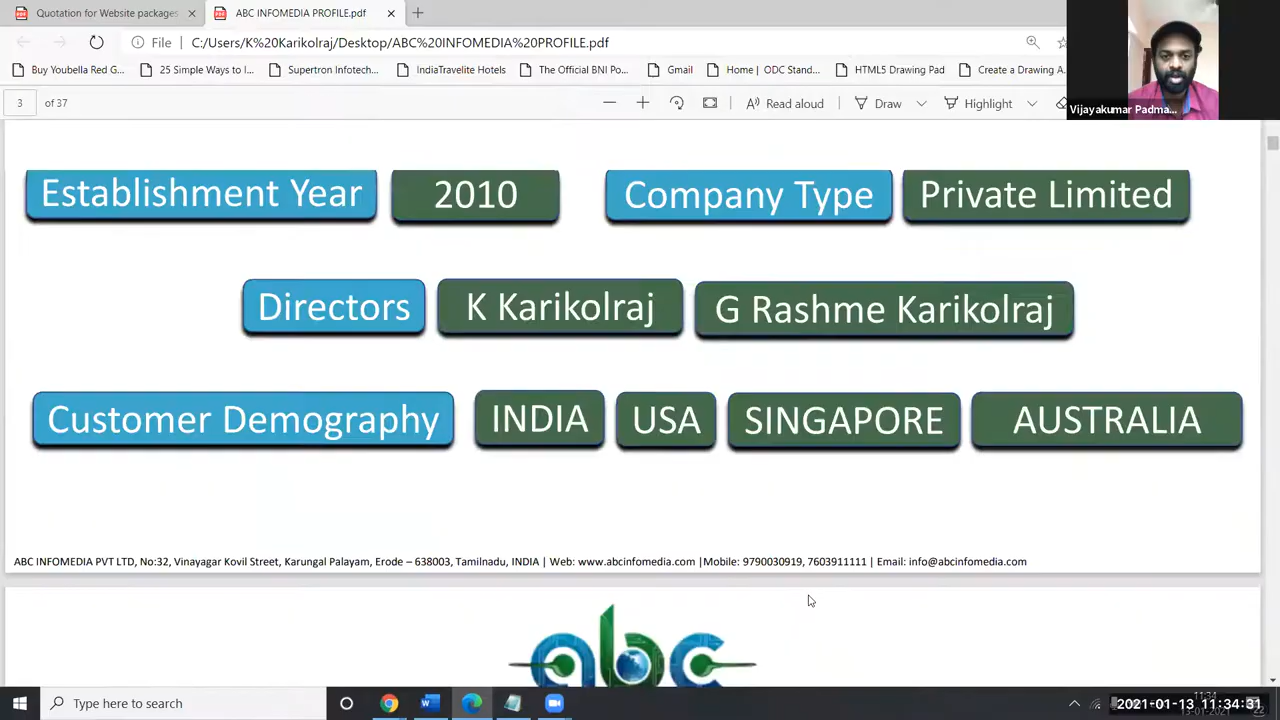 Quotation for Website packages
ABC INFOMEDIA PROFILE.pdf
File C:/Users/K%20Karikolraj/Desktop/ABC%20INFOMEDIA%20PROFILE.pdf
Buy Youbella Red G... 25 Simple Ways to I... Supertron Infotech... IndiaTravelite Hotels The Official BNI Po... Gmail Home | ODC Stand... HTML5 Drawing Pad Create a Drawing A...
3 of 37 Read aloud Draw Highlight
Vijayakumar Padma...
Establishment Year 2010 Company Type Private Limited
Directors K Karikolraj G Rashme Karikolraj
Customer Demography INDIA USA SINGAPORE AUSTRALIA
ABC INFOMEDIA PVT LTD, No:32, Vinayagar Kovil Street, Karungal Palayam, Erode – 638003, Tamilnadu, INDIA | Web: www.abcinfomedia.com |Mobile: 9790030919, 7603911111 | Email: info@abcinfomedia.com
abc
Type here to search
11:34
2021-01-13 11:34:31